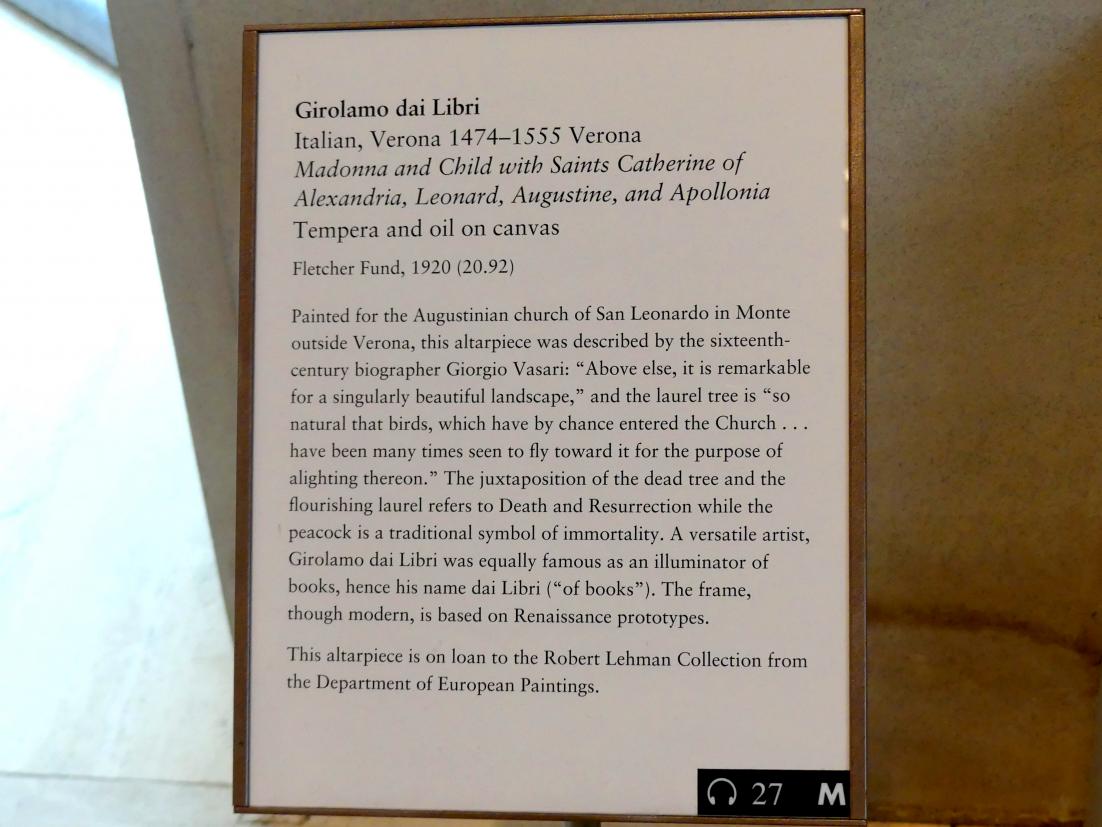 Girolamo dai Libri
Italian, Verona 1474–1555 Verona
Madonna and Child with Saints Catherine of
Alexandria, Leonard, Augustine, and Apollonia
Tempera and oil on canvas
Fletcher Fund, 1920 (20.92)
Painted for the Augustinian church of San Leonardo in Monte
outside Verona, this altarpiece was described by the sixteenth-
century biographer Giorgio Vasari: “Above else, it is remarkable
for a singularly beautiful landscape,” and the laurel tree is “so
natural that birds, which have by chance entered the Church . . .
have been many times seen to fly toward it for the purpose of
alighting thereon.” The juxtaposition of the dead tree and the
flourishing laurel refers to Death and Resurrection while the
peacock is a traditional symbol of immortality. A versatile artist,
Girolamo dai Libri was equally famous as an illuminator of
books, hence his name dai Libri (“of books”). The frame,
though modern, is based on Renaissance prototypes.
This altarpiece is on loan to the Robert Lehman Collection from
the Department of European Paintings.
27 M